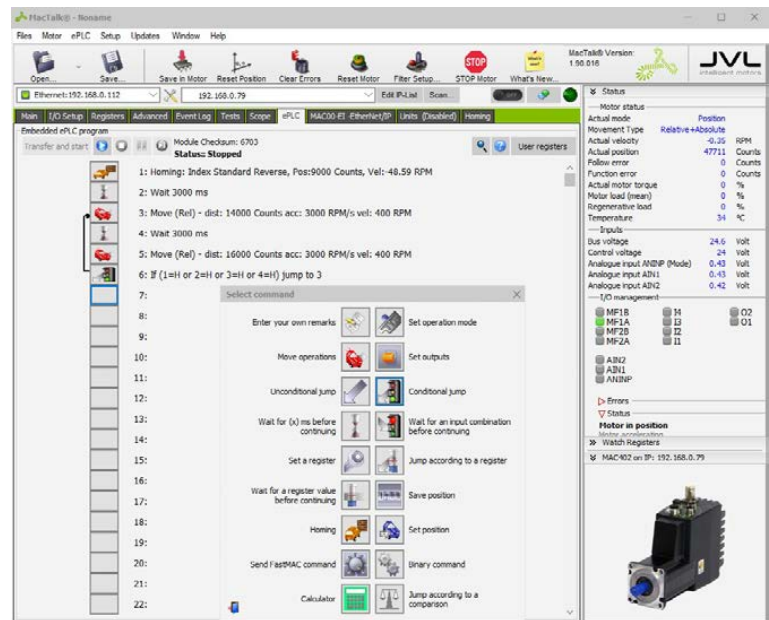 MacTalk® - Noname
Files Motor ePLC Setup Updates Window Help
Open... Save... Save in Motor Reset Position Clear Errors Reset Motor Filter Setup... STOP Motor What's New...
STOP
MacTalk® Version:
1.90.016
JVL
intelligent motors
Ethernet:192.168.0.112 192.168.0.79 Edit IP-List Scan...
Main I/O Setup Registers Advanced Event Log Tests Scope ePLC MAC00-EI -EtherNet/IP Units (Disabled) Homing
Embedded ePLC program
Transfer and start
Module Checksum: 6703
Status: Stopped
User registers
1: Homing: Index Standard Reverse, Pos:9000 Counts, Vel:-48.59 RPM
2: Wait 3000 ms
3: Move (Rel) - dist: 14000 Counts acc: 3000 RPM/s vel: 400 RPM
4: Wait 3000 ms
5: Move (Rel) - dist: 16000 Counts acc: 3000 RPM/s vel: 400 RPM
6: If (1=H or 2=H or 3=H or 4=H) jump to 3
7:
8:
9:
10:
11:
12:
13:
14:
15:
16:
17:
18:
19:
20:
21:
22:
Select command
Enter your own remarks
Set operation mode
Move operations
Set outputs
Unconditional jump
Conditional jump
Wait for (x) ms before
continuing
Wait for an input combination
before continuing
Set a register
Jump according to a register
Wait for a register value
before continuing
Save position
Homing
Set position
Send FastMAC command
Binary command
Calculator
Jump according to a
comparison
Status
Motor status
Actual mode Position
Movement Type Relative+Absolute
Actual velocity -0.35 RPM
Actual position 47711 Counts
Follow error 0 Counts
Function error 0 Counts
Actual motor torque 0 %
Motor load (mean) 0 %
Regenerative load 0 %
Temperature 34 °C
Inputs
Bus voltage 24.6 Volt
Control voltage 24 Volt
Analogue input ANINP (Mode) 0.43 Volt
Analogue input AIN1 0.43 Volt
Analogue input AIN2 0.42 Volt
I/O management
MF1B I4 O2
MF1A I3 O1
MF2B I2
MF2A I1
AIN2
AIN1
ANINP
Errors
Status
Motor in position
Motor accelerating
Watch Registers
MAC402 on IP: 192.168.0.79